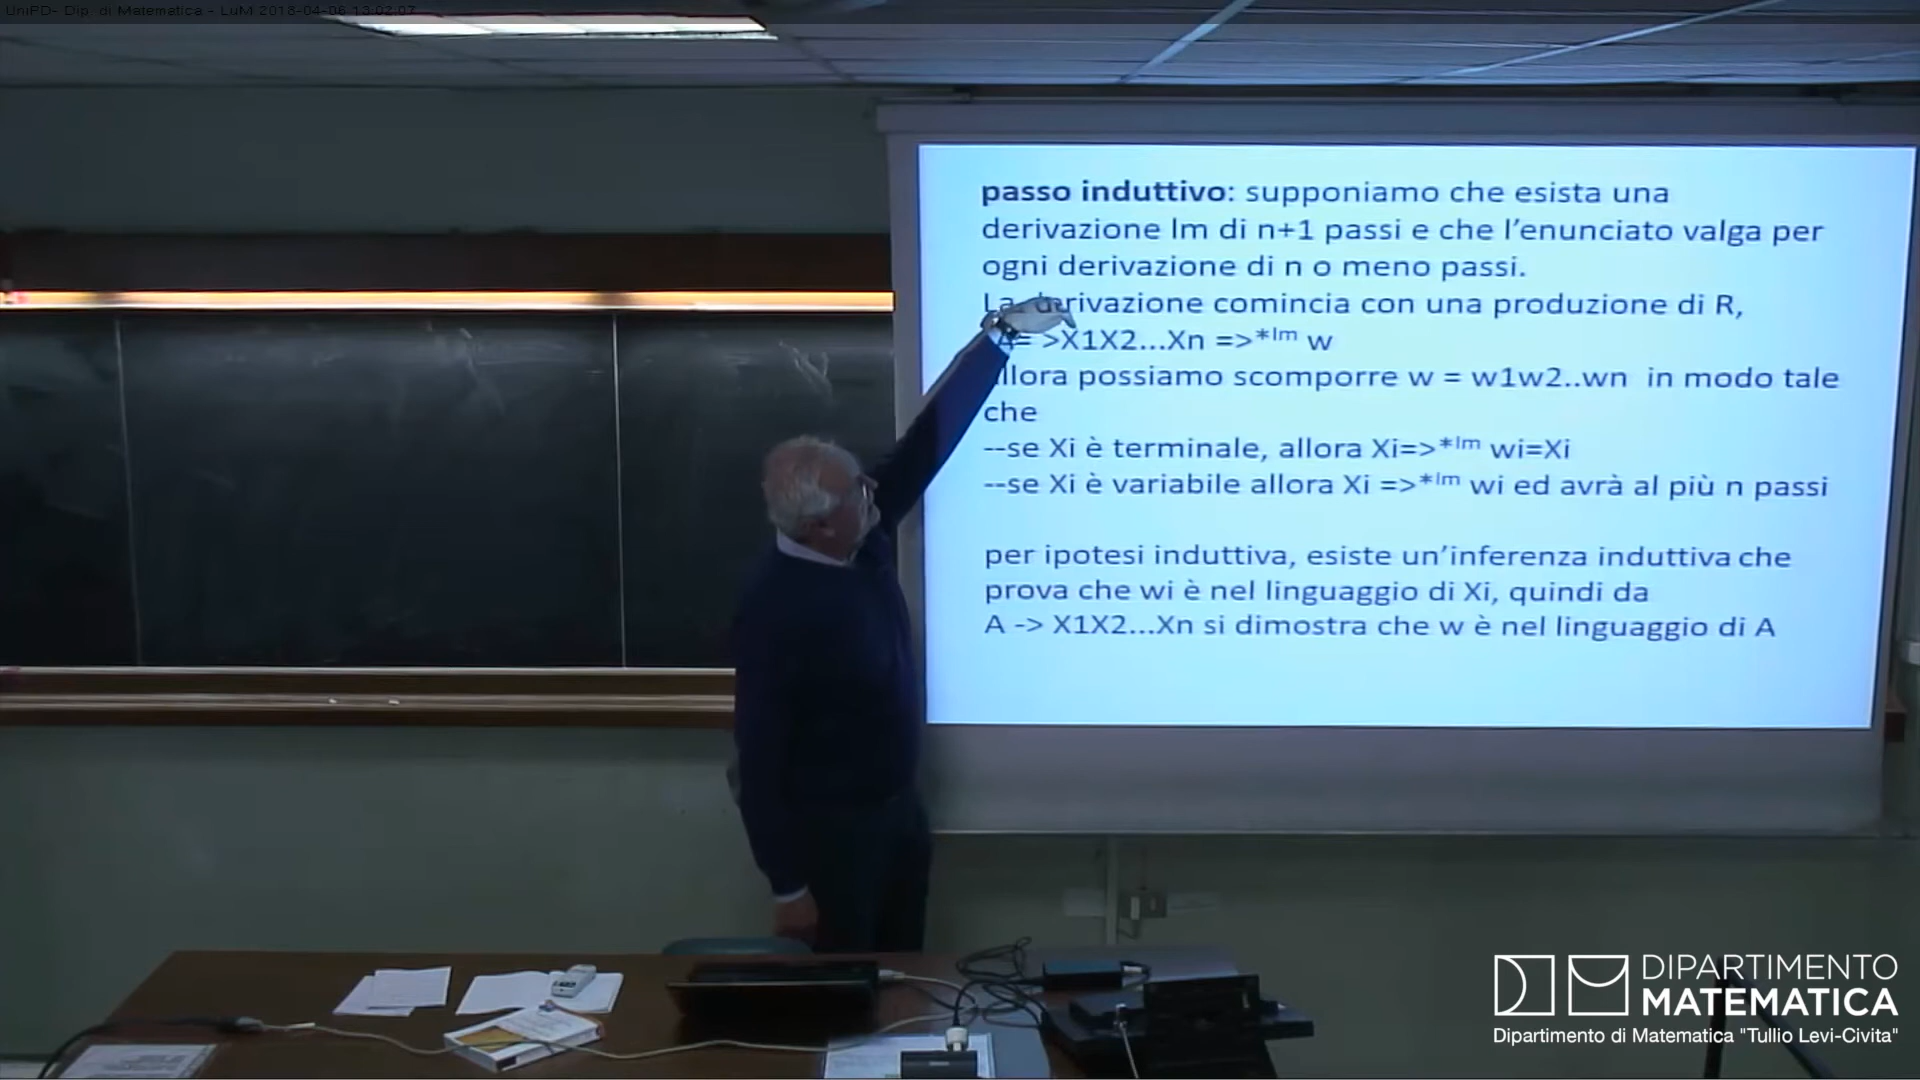 UniPD- Dip. di Matematica - LuM 2018-04-06 13:02:07
passo induttivo: supponiamo che esista una
derivazione lm di n+1 passi e che l'enunciato valga per
ogni derivazione di n o meno passi.
La derivazione comincia con una produzione di R,
A= >X1X2...Xn =>*lm w
allora possiamo scomporre w = w1w2..wn in modo tale
che
--se Xi è terminale, allora Xi=>*lm wi=Xi
--se Xi è variabile allora Xi =>*lm wi ed avrà al più n passi
per ipotesi induttiva, esiste un'inferenza induttiva che
prova che wi è nel linguaggio di Xi, quindi da
A -> X1X2...Xn si dimostra che w è nel linguaggio di A
DIPARTIMENTO
MATEMATICA
Dipartimento di Matematica "Tullio Levi-Civita"